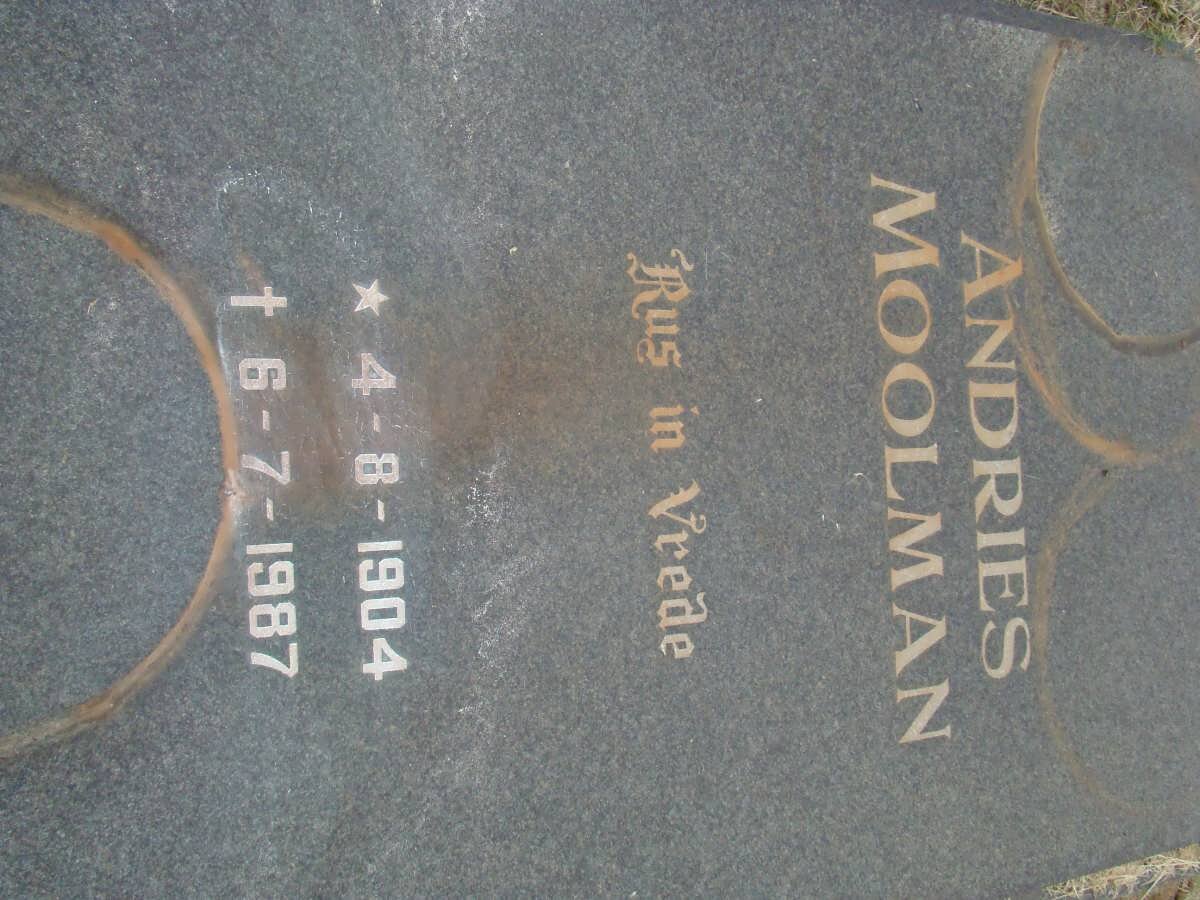 ANDRIES
MOOLMAN
Rus in Vrede
★ 4-8-1904
✝ 6-7-1987